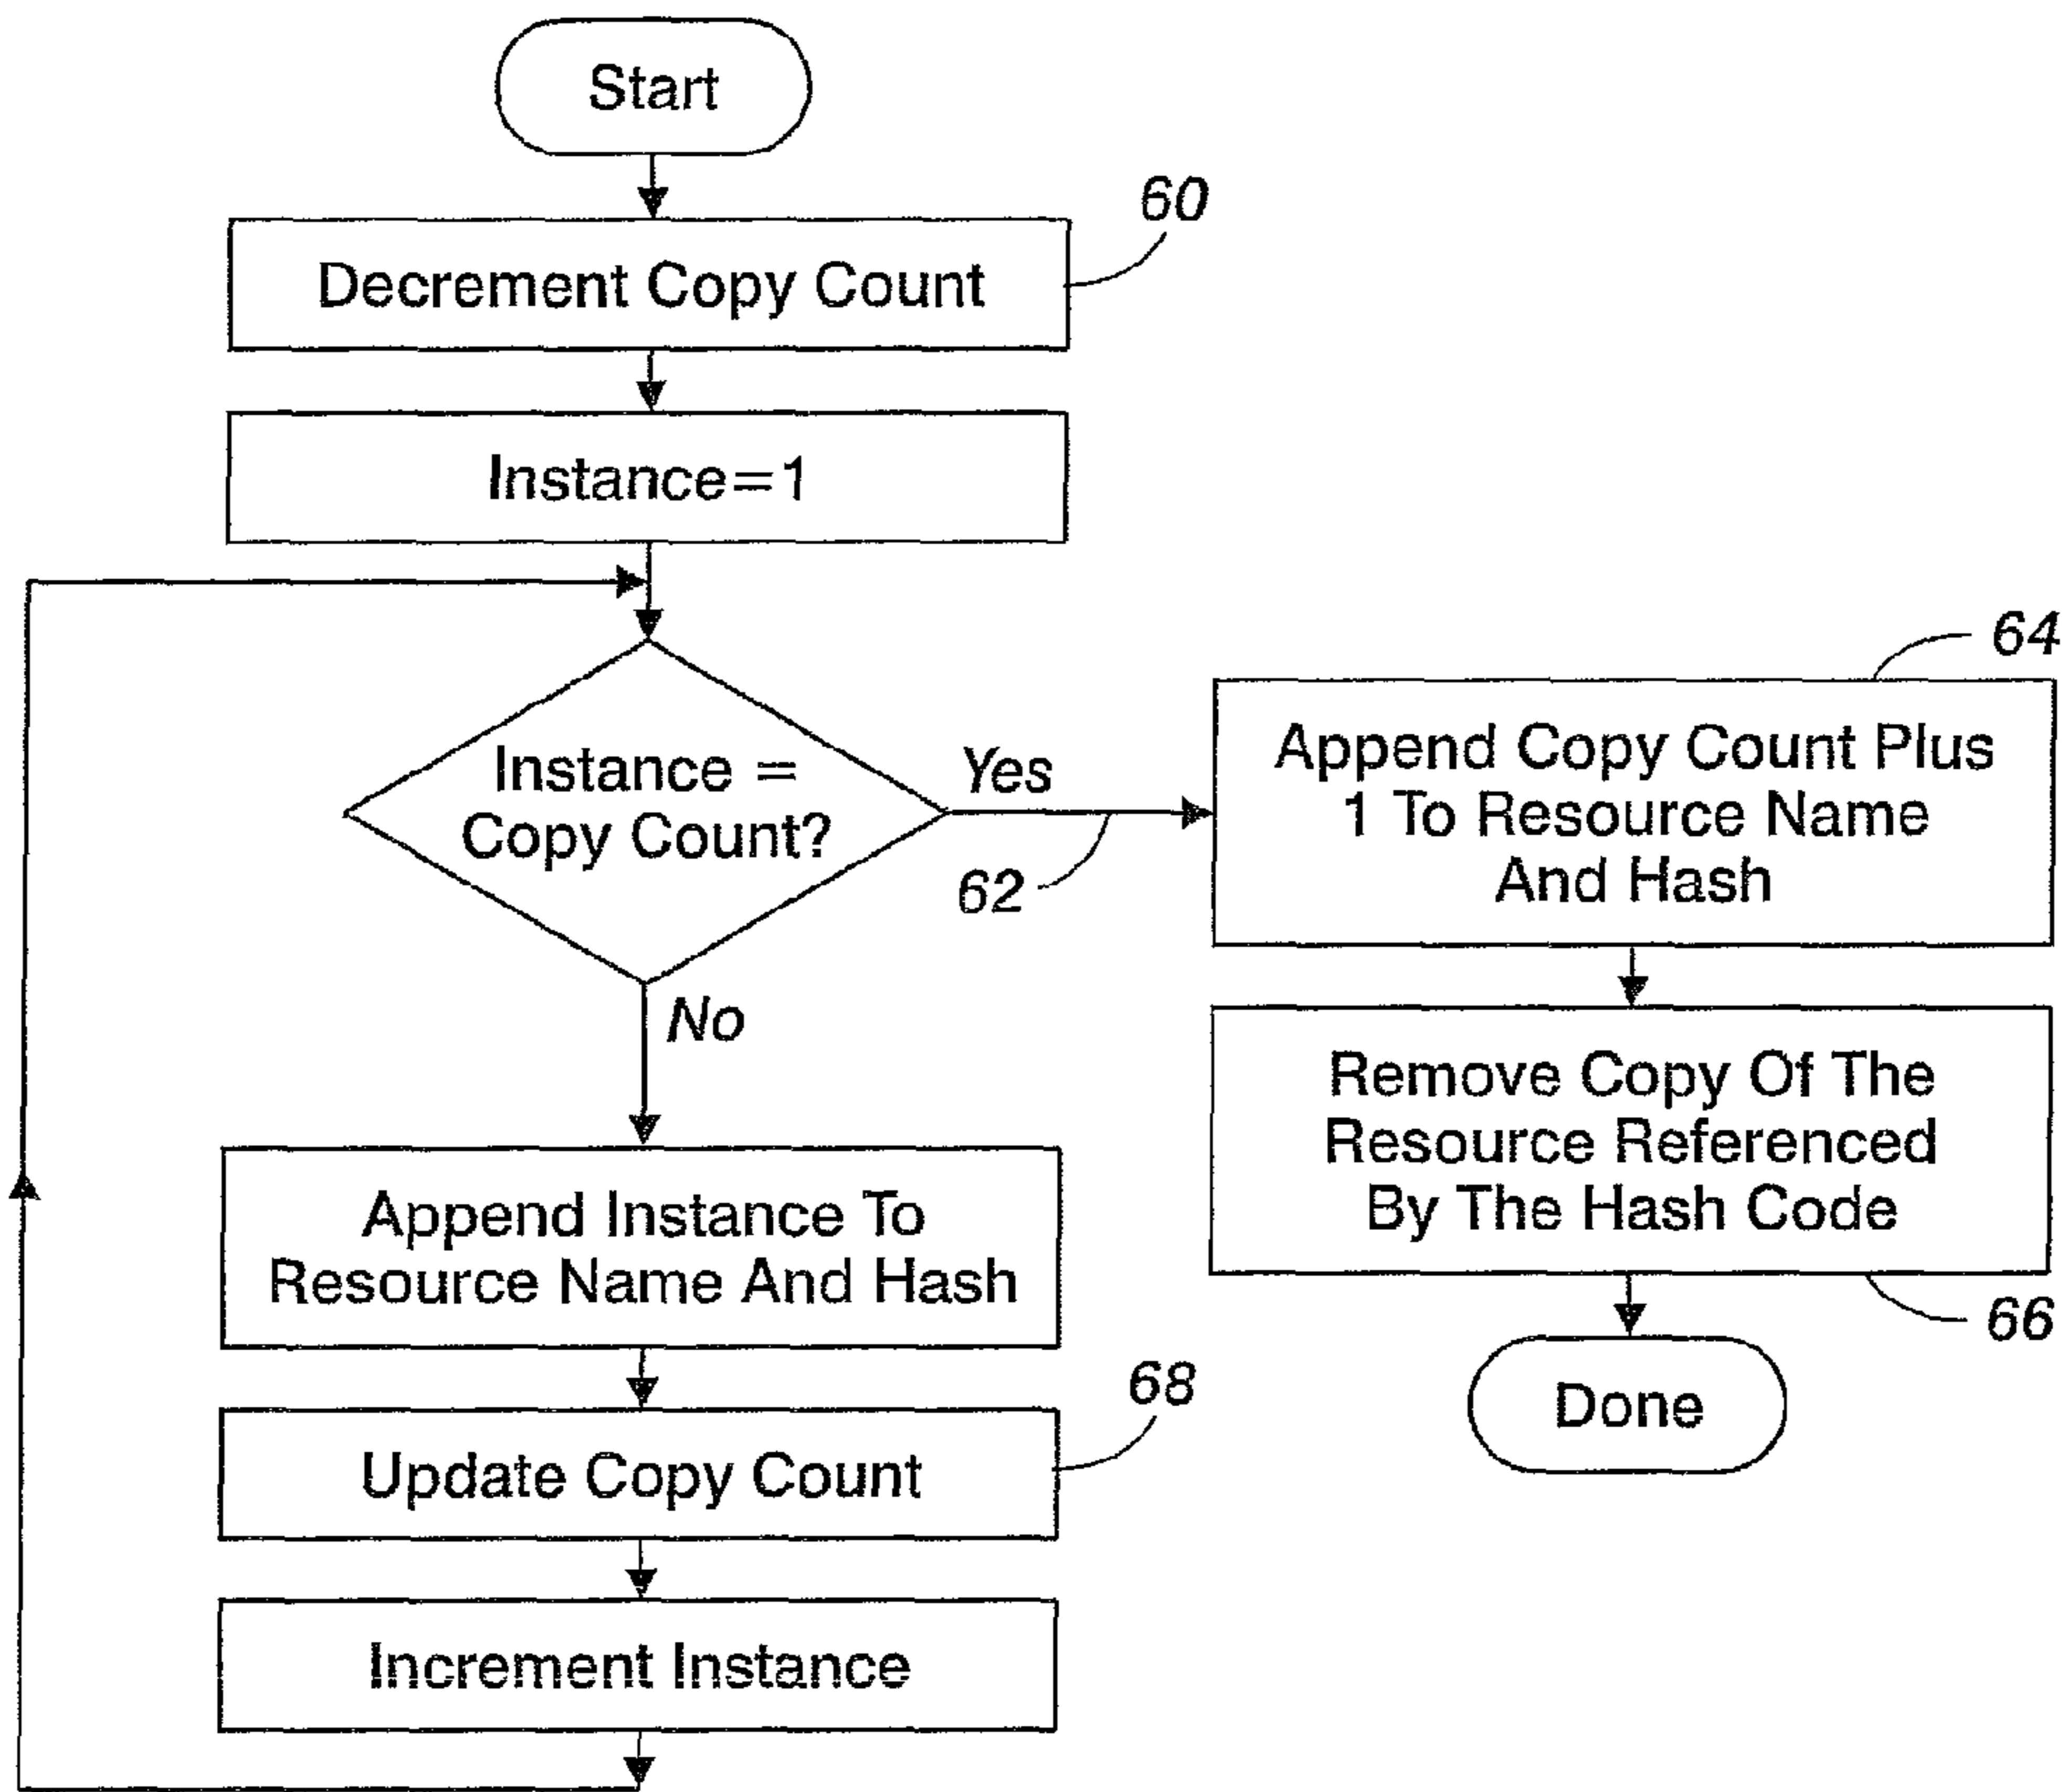 Start
60
Decrement Copy Count
Instance=1
Instance =
Copy Count?
Yes
62
No
64
Append Copy Count Plus
1 To Resource Name
And Hash
Remove Copy Of The
Resource Referenced
By The Hash Code
66
Done
Append Instance To
Resource Name And Hash
68
Update Copy Count
Increment Instance